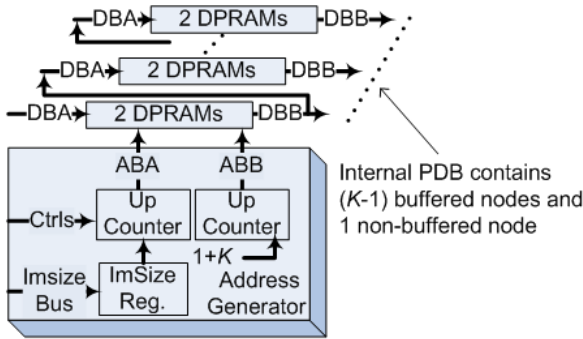 DBA 2 DPRAMs DBB
DBA 2 DPRAMs DBB
DBA 2 DPRAMs DBB
ABA ABB
Internal PDB contains
(K-1) buffered nodes and
1 non-buffered node
Ctrls
Up
Counter
Up
Counter
1+K
Imsize
Bus
ImSize
Reg.
Address
Generator